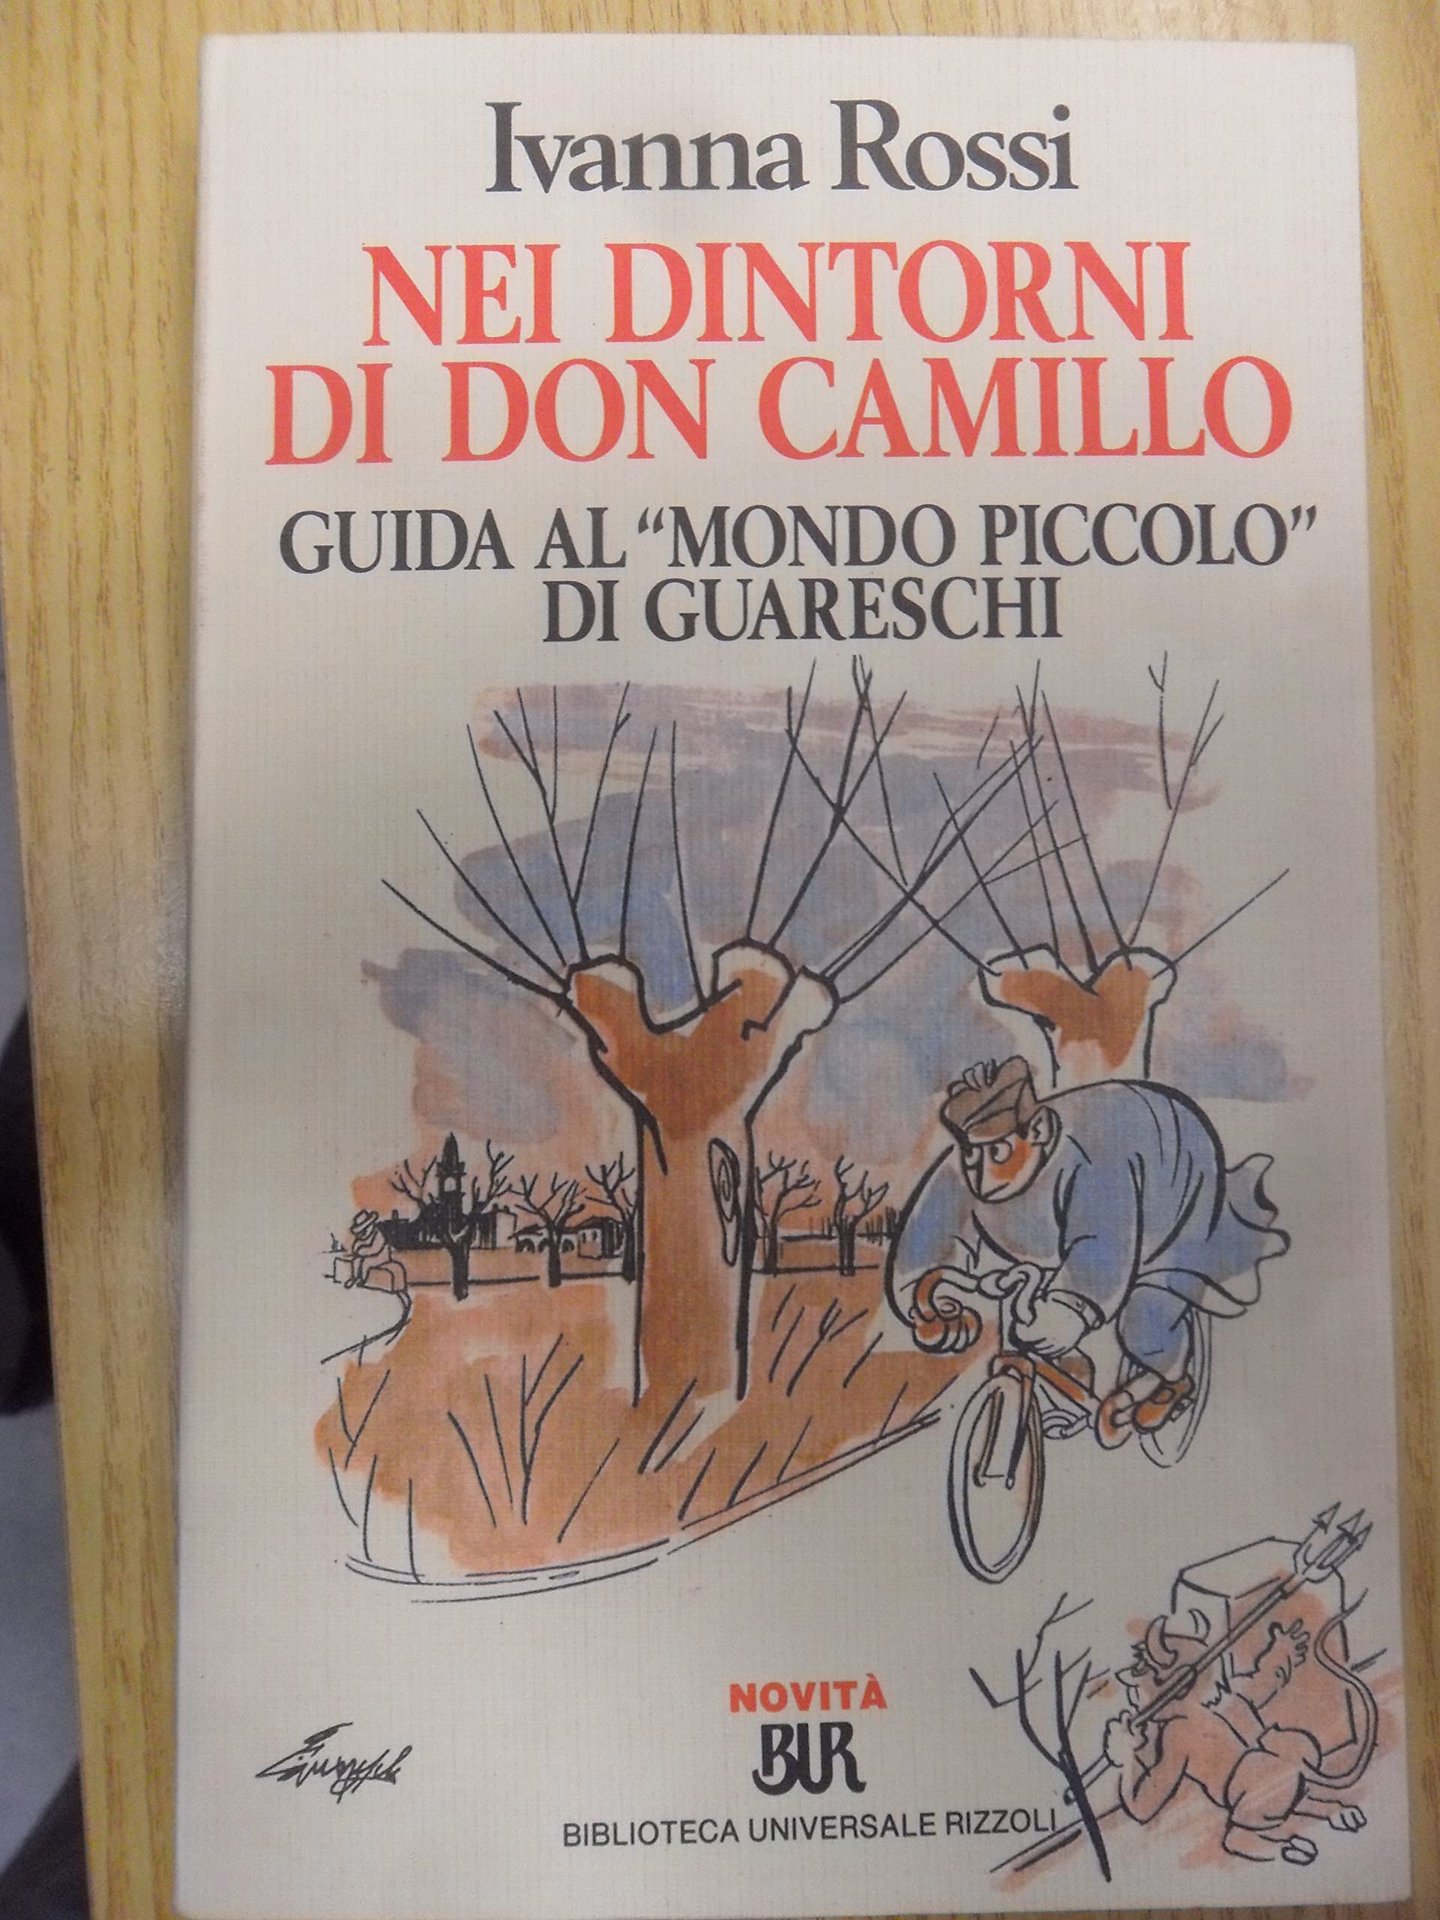 Ivanna Rossi
NEI DINTORNI
DI DON CAMILLO
GUIDA AL “MONDO PICCOLO”
DI GUARESCHI
NOVITÀ
BUR
BIBLIOTECA UNIVERSALE RIZZOLI